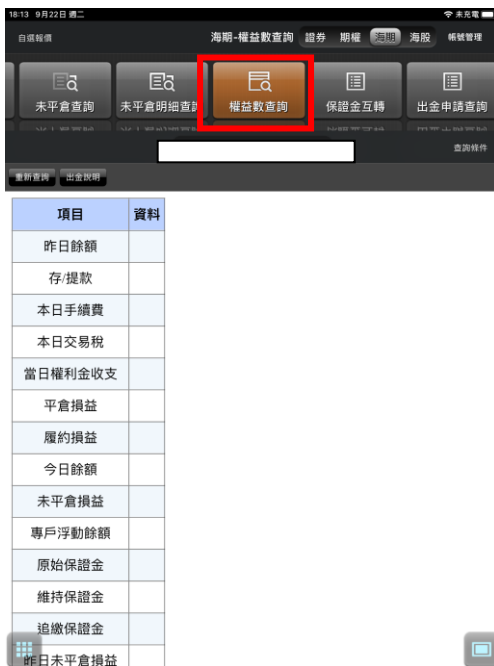 18:13 9月22日 週二 未充電
自選報價 海期-權益數查詢 證券 期權 海期 海股 帳號管理
未平倉查詢 未平倉明細查詢 權益數查詢 保證金互轉 出金申請查詢
查詢條件
重新查詢 出金說明
項目 資料
昨日餘額
存/提款
本日手續費
本日交易稅
當日權利金收支
平倉損益
履約損益
今日餘額
未平倉損益
專戶浮動餘額
原始保證金
維持保證金
追繳保證金
昨日未平倉損益